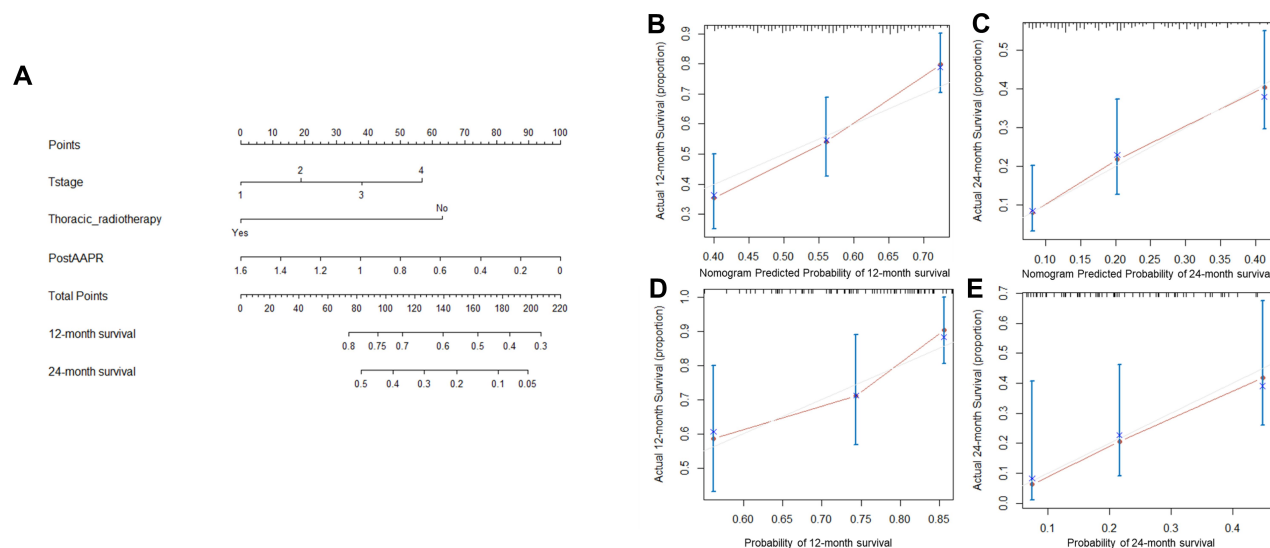 A
Points
0 10 20 30 40 50 60 70 80 90 100
2 4
Tstage
1 3
No
Thoracic_radiotherapy
Yes
PostAAPR
1.6 1.4 1.2 1 0.8 0.6 0.4 0.2 0
Total Points
0 20 40 60 80 100 120 140 160 180 200 220
12-month survival
0.8 0.75 0.7 0.6 0.5 0.4 0.3
24-month survival
0.5 0.4 0.3 0.2 0.1 0.05
B
Actual 12-month Survival (proportion)
0.9
0.8
0.7
0.6
0.5
0.4
0.3
0.40 0.45 0.50 0.55 0.60 0.65 0.70
Nomogram Predicted Probability of 12-month survival
C
Actual 24-month Survival (proportion)
0.5
0.4
0.3
0.2
0.1
0.10 0.15 0.20 0.25 0.30 0.35 0.40
Nomogram Predicted Probability of 24-month survival
D
Actual 12-month Survival (proportion)
1.0
0.9
0.8
0.7
0.6
0.5
0.60 0.65 0.70 0.75 0.80 0.85
Probability of 12-month survival
E
Actual 24-month Survival (proportion)
0.7
0.6
0.5
0.4
0.3
0.2
0.1
0.0
0.1 0.2 0.3 0.4
Probability of 24-month survival